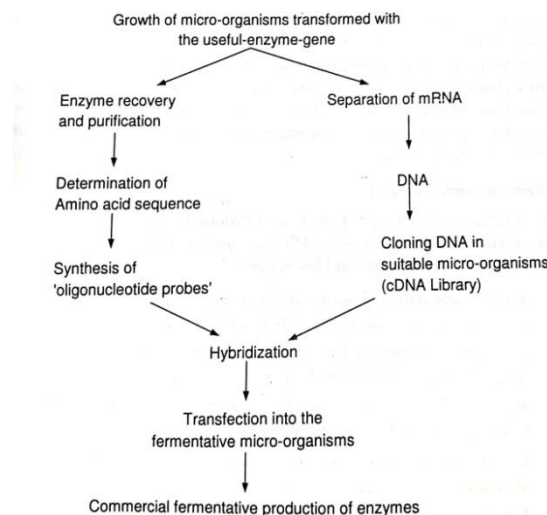 Growth of micro-organisms transformed with
the useful-enzyme-gene
Enzyme recovery
and purification
Separation of mRNA
Determination of
Amino acid sequence
DNA
Synthesis of
'oligonucleotide probes'
Cloning DNA in
suitable micro-organisms
(cDNA Library)
Hybridization
Transfection into the
fermentative micro-organisms
Commercial fermentative production of enzymes